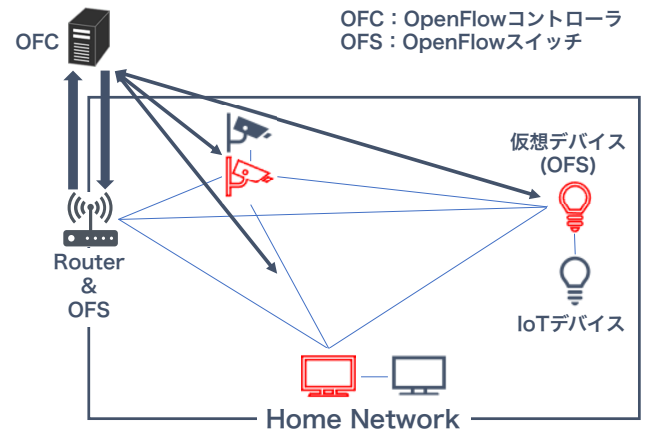 OFC：OpenFlowコントローラ
OFS：OpenFlowスイッチ
OFC
仮想デバイス
(OFS)
Router
&
OFS
IoTデバイス
Home Network